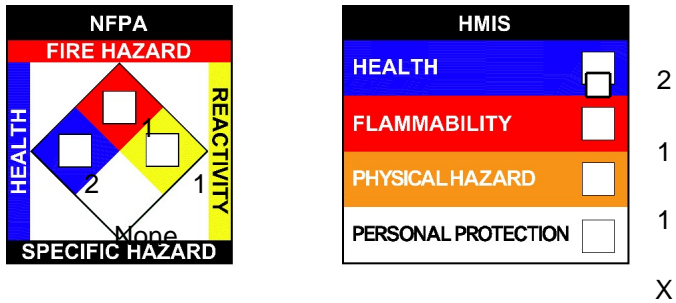 NFPA
FIRE HAZARD
HEALTH
REACTIVITY
1
2
1
None
SPECIFIC HAZARD
HMIS
HEALTH
2
FLAMMABILITY
1
PHYSICAL HAZARD
1
PERSONAL PROTECTION
X